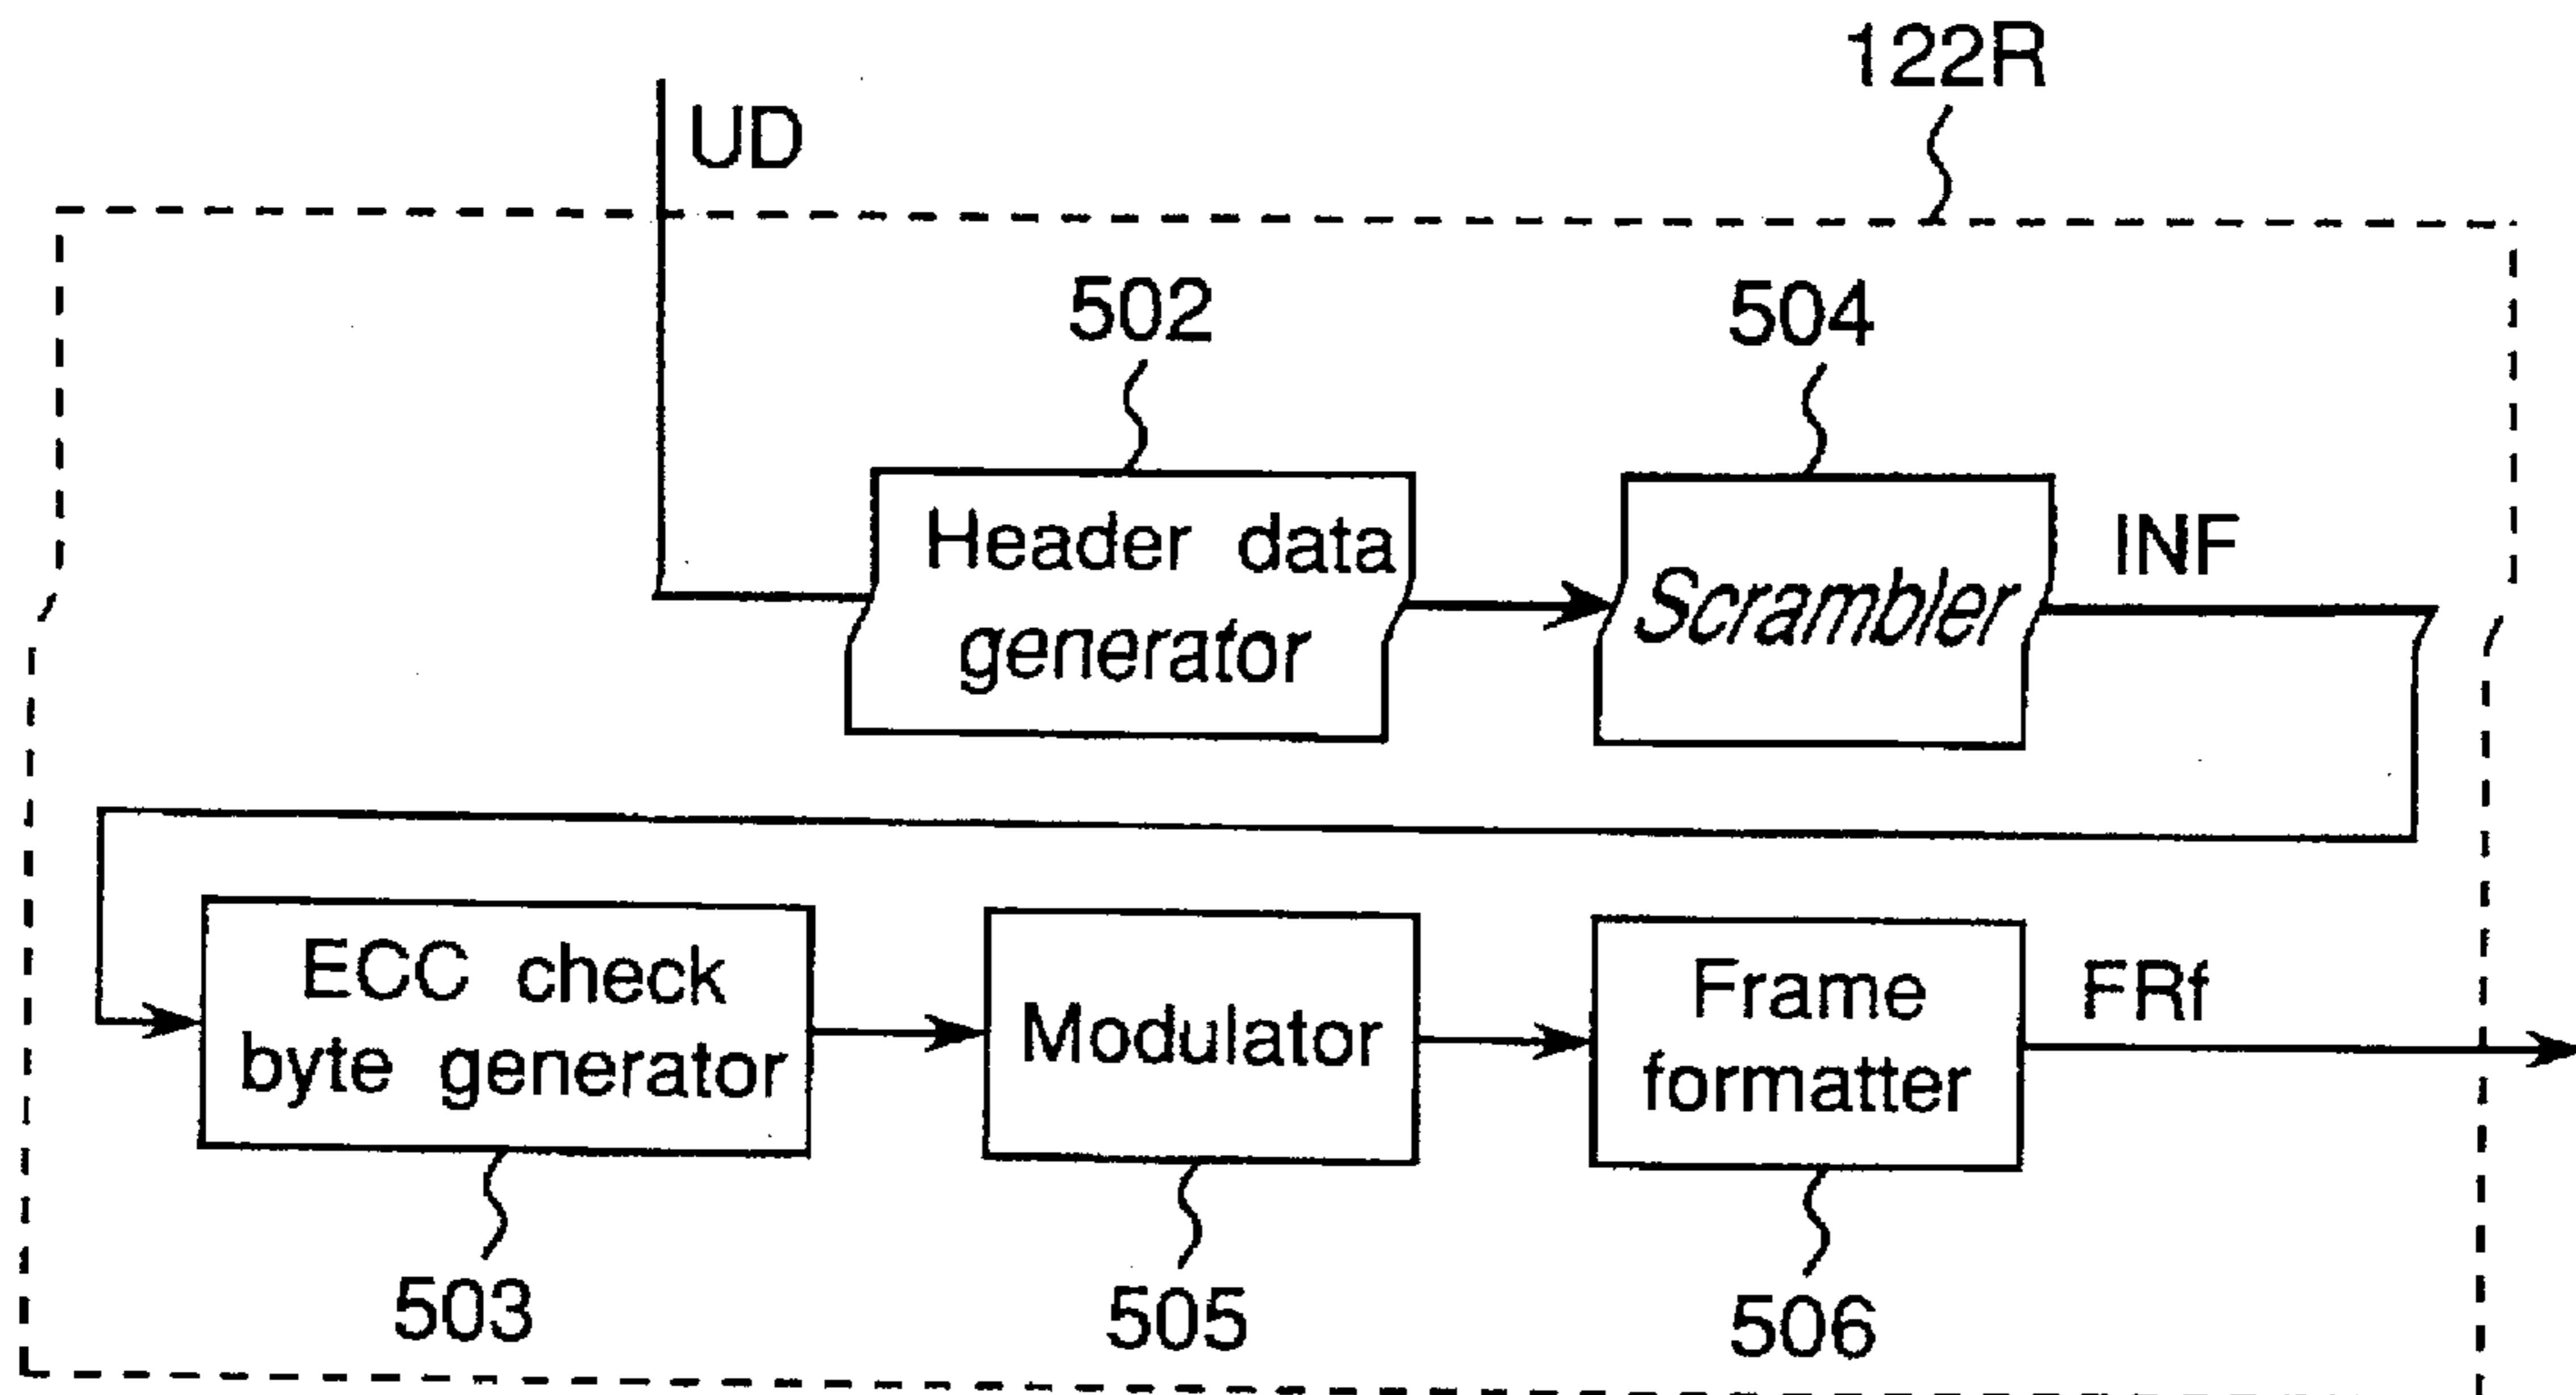 122R
UD
502
504
Header data
generator
Scrambler
INF
ECC check
byte generator
Modulator
Frame
formatter
FRf
503
505
506